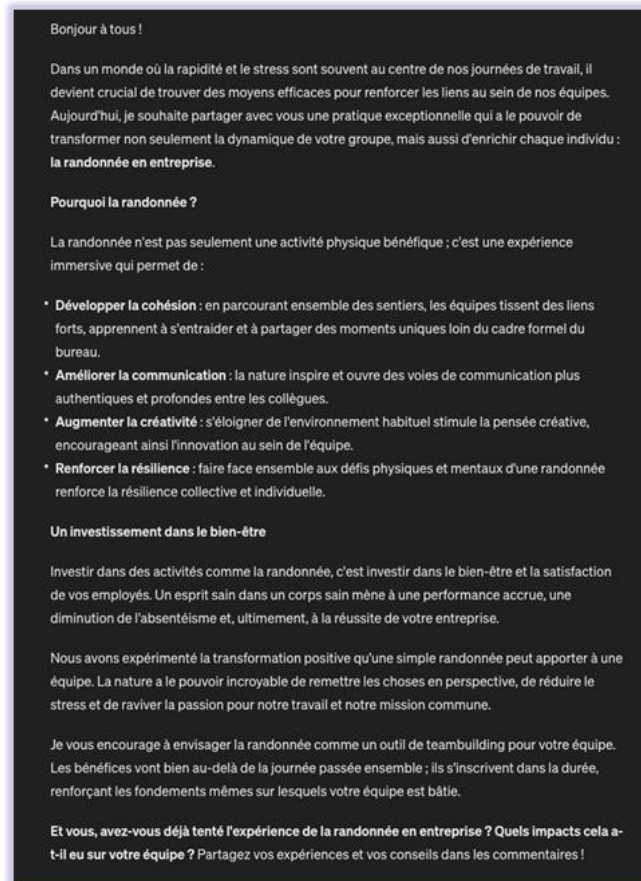 Bonjour à tous !
Dans un monde où la rapidité et le stress sont souvent au centre de nos journées de travail, il
devient crucial de trouver des moyens efficaces pour renforcer les liens au sein de nos équipes.
Aujourd'hui, je souhaite partager avec vous une pratique exceptionnelle qui a le pouvoir de
transformer non seulement la dynamique de votre groupe, mais aussi d'enrichir chaque individu :
la randonnée en entreprise.
Pourquoi la randonnée ?
La randonnée n'est pas seulement une activité physique bénéfique ; c'est une expérience
immersive qui permet de :
• Développer la cohésion : en parcourant ensemble des sentiers, les équipes tissent des liens
forts, apprennent à s'entraider et à partager des moments uniques loin du cadre formel du
bureau.
• Améliorer la communication : la nature inspire et ouvre des voies de communication plus
authentiques et profondes entre les collègues.
• Augmenter la créativité : s'éloigner de l'environnement habituel stimule la pensée créative,
encourageant ainsi l'innovation au sein de l'équipe.
• Renforcer la résilience : faire face ensemble aux défis physiques et mentaux d'une randonnée
renforce la résilience collective et individuelle.
Un investissement dans le bien-être
Investir dans des activités comme la randonnée, c'est investir dans le bien-être et la satisfaction
de vos employés. Un esprit sain dans un corps sain mène à une performance accrue, une
diminution de l'absentéisme et, ultimement, à la réussite de votre entreprise.
Nous avons expérimenté la transformation positive qu'une simple randonnée peut apporter à une
équipe. La nature a le pouvoir incroyable de remettre les choses en perspective, de réduire le
stress et de raviver la passion pour notre travail et notre mission commune.
Je vous encourage à envisager la randonnée comme un outil de teambuilding pour votre équipe.
Les bénéfices vont bien au-delà de la journée passée ensemble ; ils s'inscrivent dans la durée,
renforçant les fondements mêmes sur lesquels votre équipe est bâtie.
Et vous, avez-vous déjà tenté l'expérience de la randonnée en entreprise ? Quels impacts cela a-
t-il eu sur votre équipe ? Partagez vos expériences et vos conseils dans les commentaires !